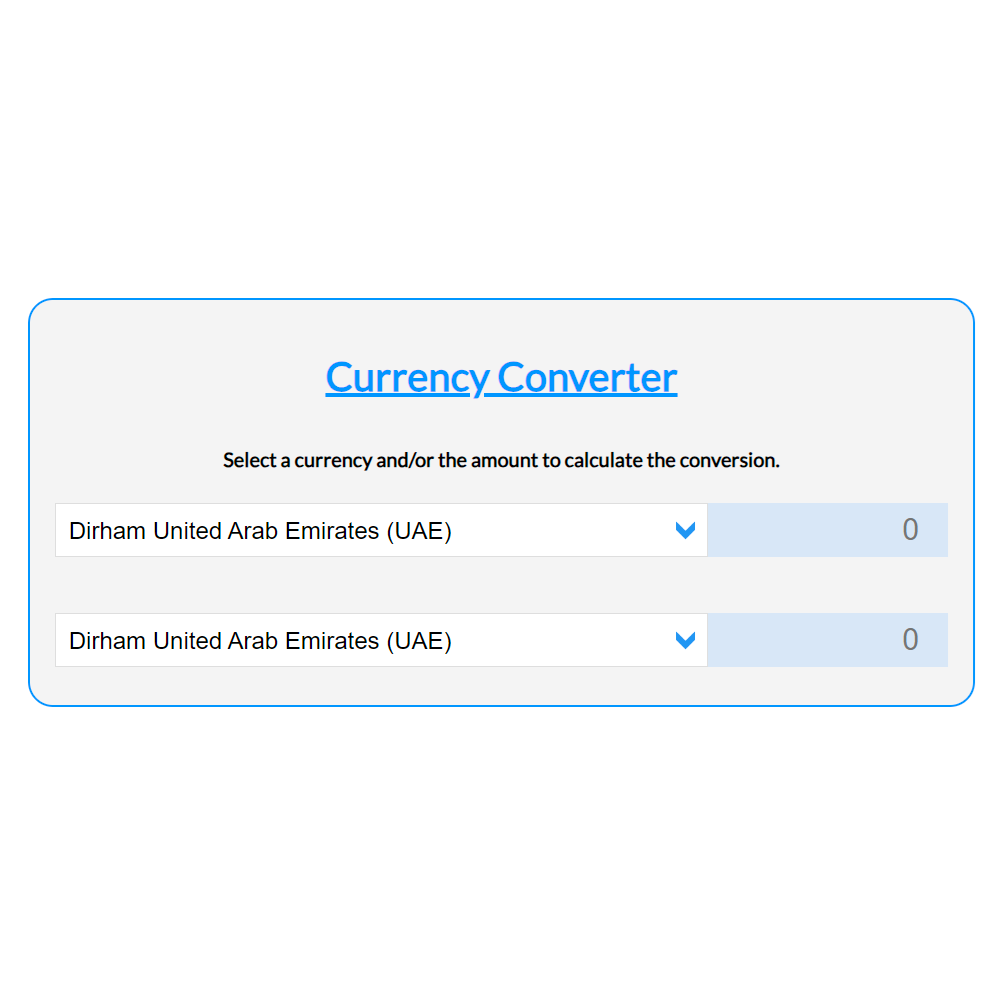 Currency Converter
Select a currency and/or the amount to calculate the conversion.
Dirham United Arab Emirates (UAE) 0
Dirham United Arab Emirates (UAE) 0